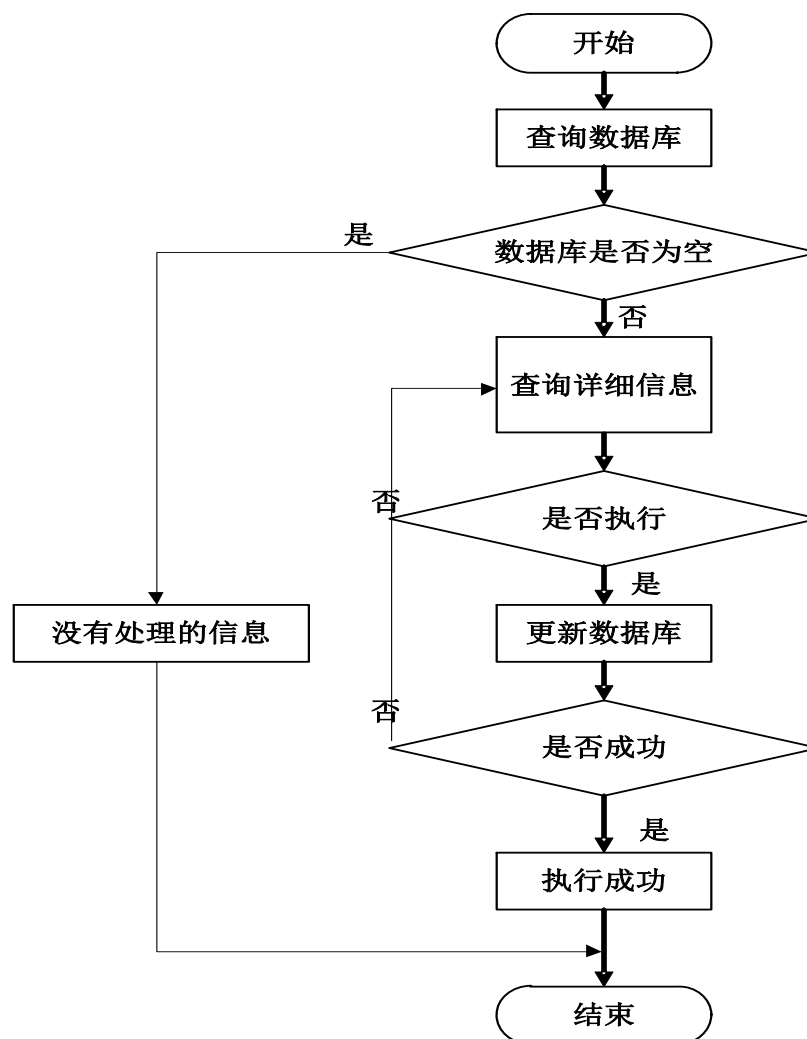 开始
查询数据库
是
数据库是否为空
否
查询详细信息
否
是否执行
是
没有处理的信息
更新数据库
否
是否成功
是
执行成功
结束